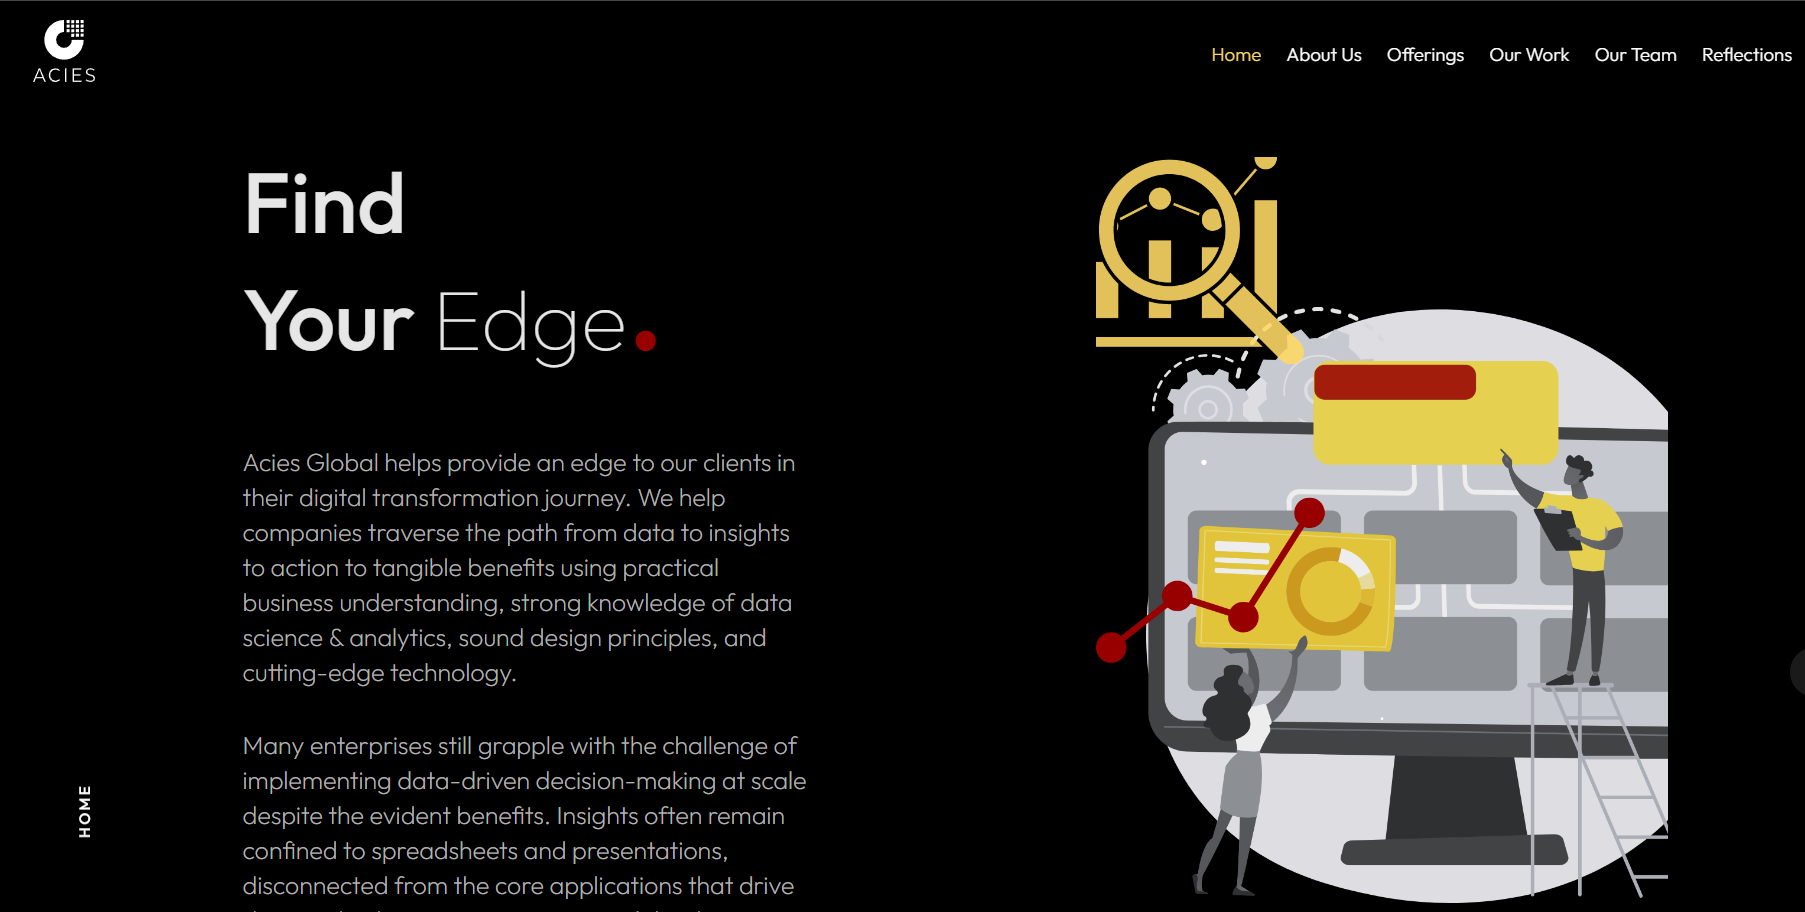 ACIES
Home About Us Offerings Our Work Our Team Reflections
Find
Your Edge.
Acies Global helps provide an edge to our clients in
their digital transformation journey. We help
companies traverse the path from data to insights
to action to tangible benefits using practical
business understanding, strong knowledge of data
science & analytics, sound design principles, and
cutting-edge technology.
Many enterprises still grapple with the challenge of
implementing data-driven decision-making at scale
despite the evident benefits. Insights often remain
confined to spreadsheets and presentations,
disconnected from the core applications that drive
HOME